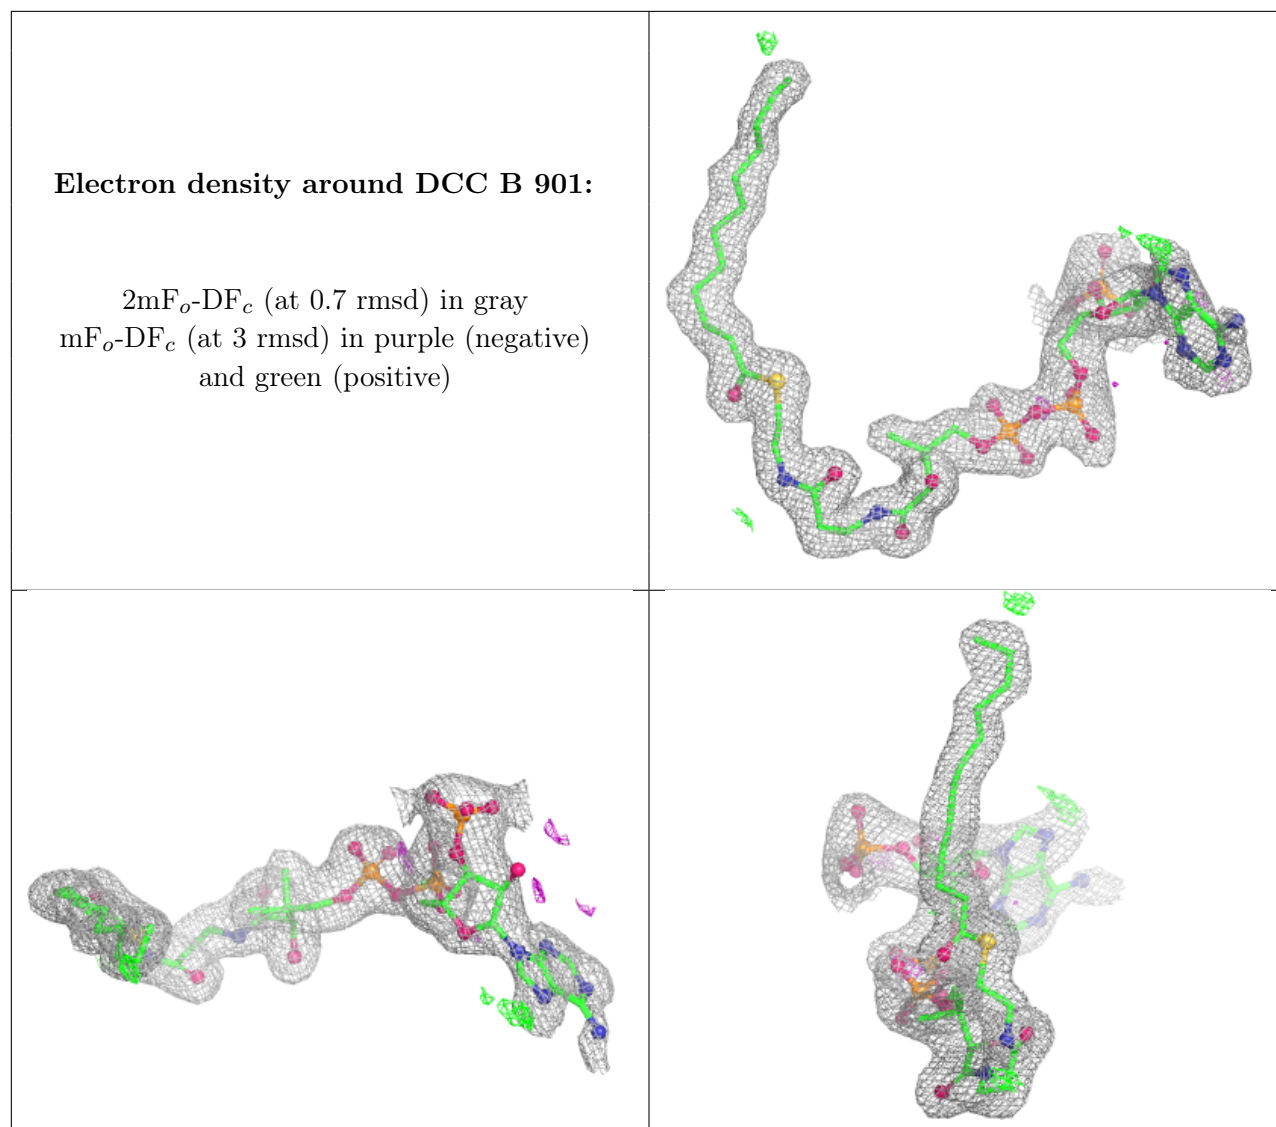 Electron density around DCC B 901:
2mFo-DFc (at 0.7 rmsd) in gray
mFo-DFc (at 3 rmsd) in purple (negative)
and green (positive)